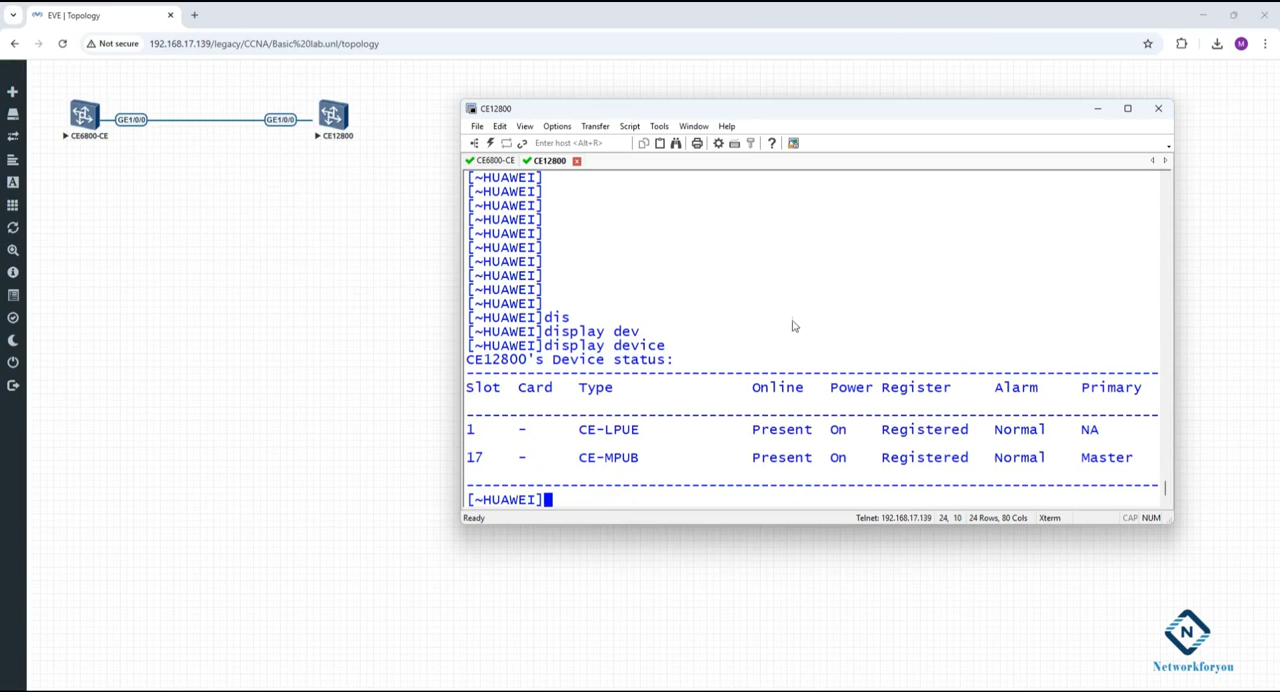 EVE | Topology
Not secure 192.168.17.139/legacy/CCNA/Basic%20lab.unl/topology
M
GE1/0/0 GE1/0/0
CE6800-CE CE12800
CE12800
File Edit View Options Transfer Script Tools Window Help
Enter host <Alt+R>
CE6800-CE CE12800
[~HUAWEI]
[~HUAWEI]
[~HUAWEI]
[~HUAWEI]
[~HUAWEI]
[~HUAWEI]
[~HUAWEI]
[~HUAWEI]
[~HUAWEI]
[~HUAWEI]
[~HUAWEI]dis
[~HUAWEI]display dev
[~HUAWEI]display device
CE12800's Device status:
--------------------------------------------------------------------------------
Slot Card Type Online Power Register Alarm Primary
--------------------------------------------------------------------------------
1 - CE-LPUE Present On Registered Normal NA
17 - CE-MPUB Present On Registered Normal Master
--------------------------------------------------------------------------------
[~HUAWEI]
Ready Telnet: 192.168.17.139 24, 10 24 Rows, 80 Cols Xterm CAP NUM
N
Networkforyou